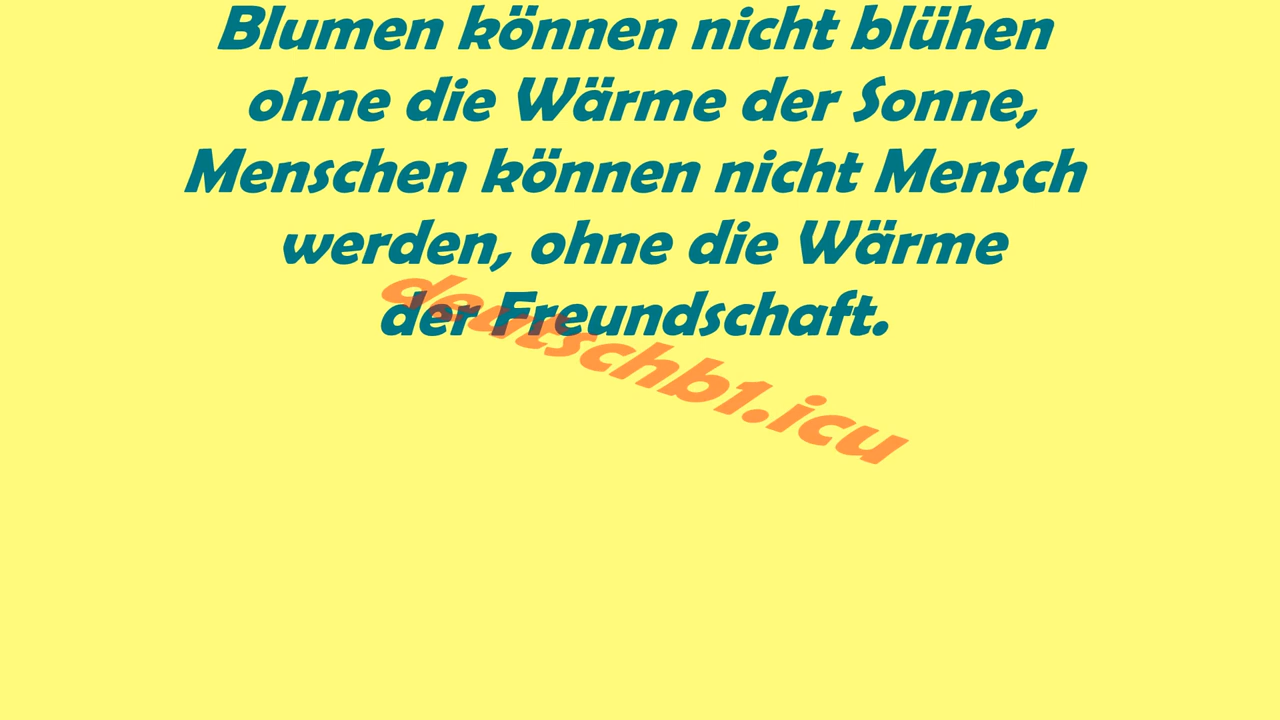 Blumen können nicht blühen
ohne die Wärme der Sonne,
Menschen können nicht Mensch
werden, ohne die Wärme
der Freundschaft.
deutschb1.icu